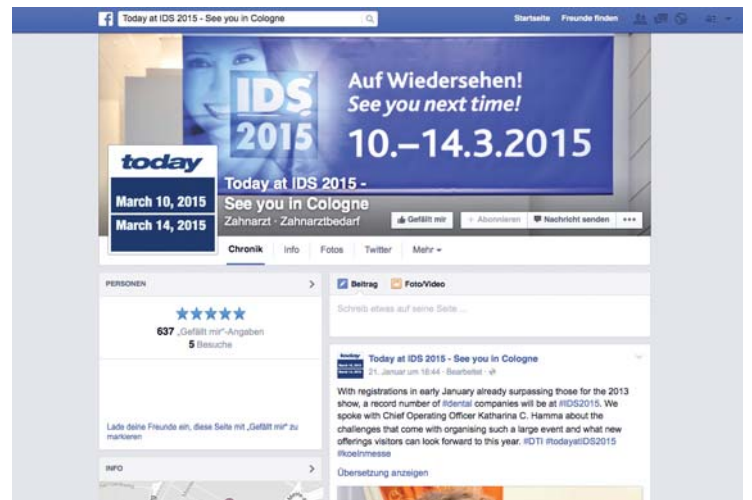 Today at IDS 2015 - See you in Cologne
Startseite Freunde finden
IDS
2015
Auf Wiedersehen!
See you next time!
10.–14.3.2015
today
March 10, 2015
March 14, 2015
Today at IDS 2015 -
See you in Cologne
Zahnarzt · Zahnarztbedarf
Gefällt mir + Abonnieren Nachricht senden •••
Chronik Info Fotos Twitter Mehr
PERSONEN >
637 „Gefällt mir“-Angaben
5 Besuche
Lade deine Freunde ein, diese Seite mit „Gefällt mir“ zu
markieren
INFO >
Beitrag Foto/Video
Schreib etwas auf seine Seite ...
Today at IDS 2015 - See you in Cologne
21. Januar um 16:44 · Bearbeitet ·
With registrations in early January already surpassing those for the 2013
show, a record number of #dental companies will be at #IDS2015. We
spoke with Chief Operating Officer Katharina C. Hamma about the
challenges that come with organising such a large event and what new
offerings visitors can look forward to this year. #DTI #todayatIDS2015
#koelnmesse
Übersetzung anzeigen